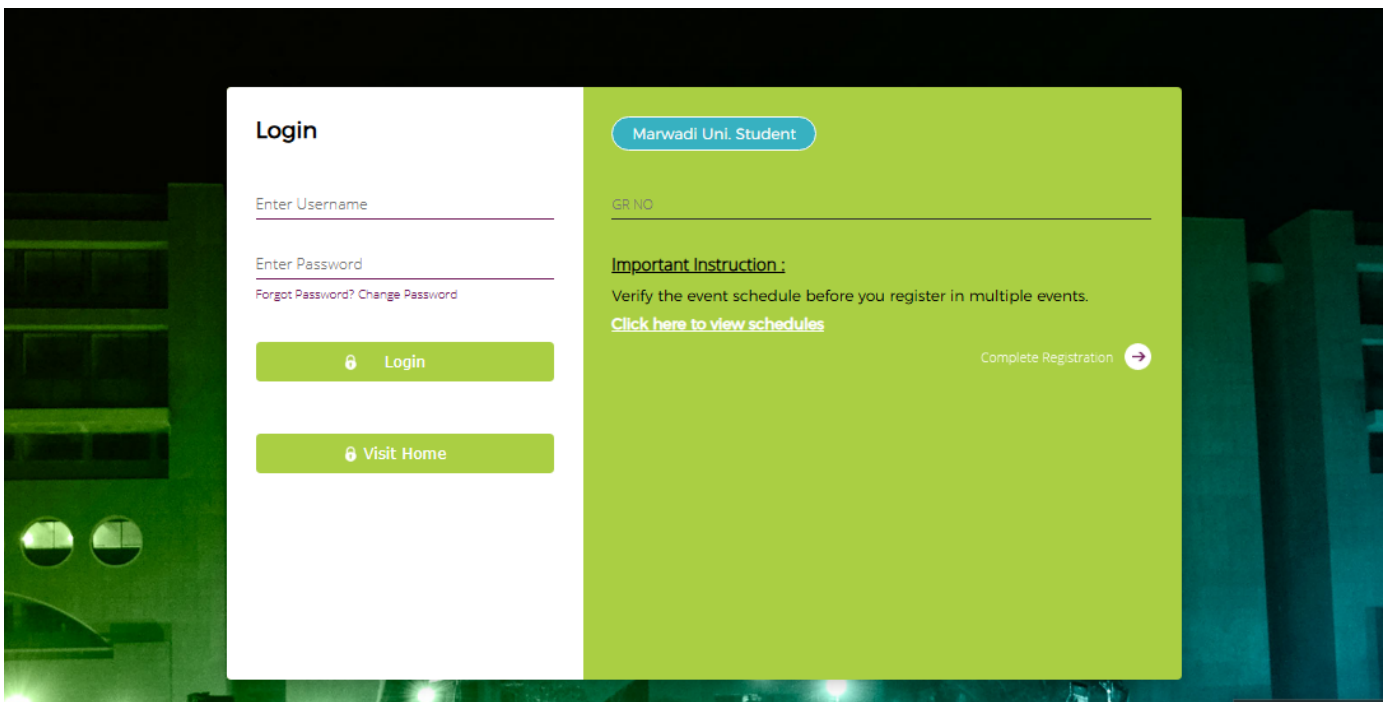 Login
Enter Username
Enter Password
Forgot Password? Change Password
Login
Visit Home
Marwadi Uni. Student
GR NO
Important Instruction :
Verify the event schedule before you register in multiple events.
Click here to view schedules
Complete Registration